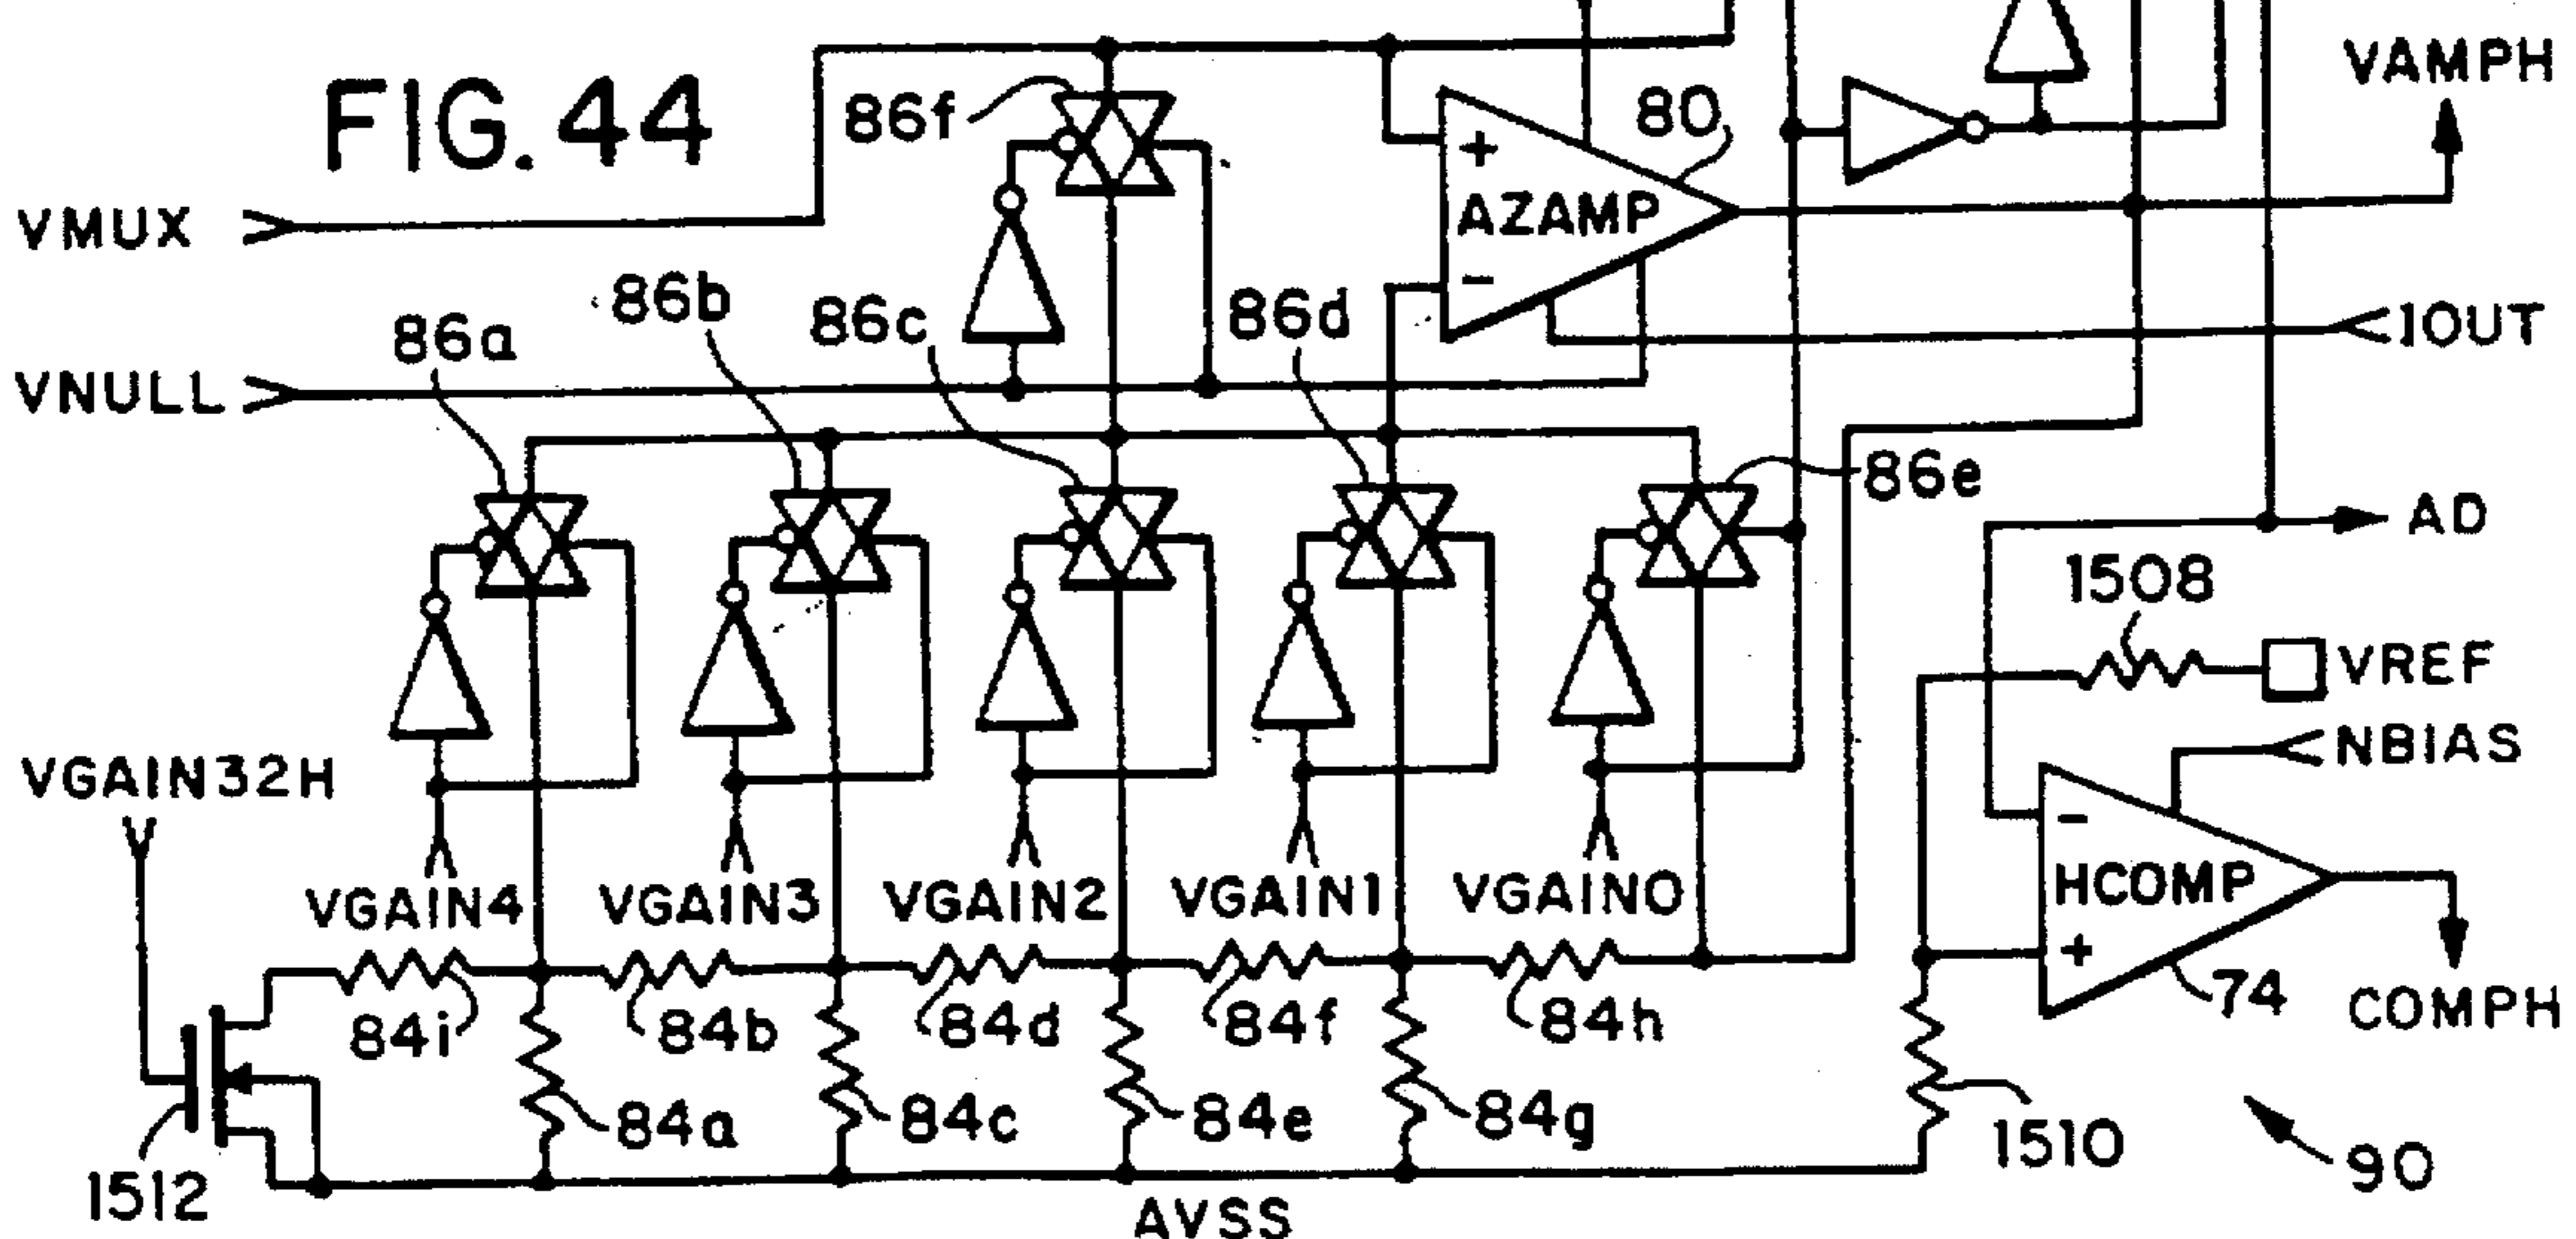 FIG. 44
VAMPH
86f
80
+
AZAMP
-
VMUX
86a
86b
86c
86d
1OUT
VNULL
86e
AD
1508
VREF
NBIAS
VGAIN32H
-
HCOMP
+
VGAIN4
VGAIN3
VGAIN2
VGAIN1
VGAIN0
74
COMPH
84i
84b
84d
84f
84h
84a
84c
84e
84g
1510
90
1512
AVSS